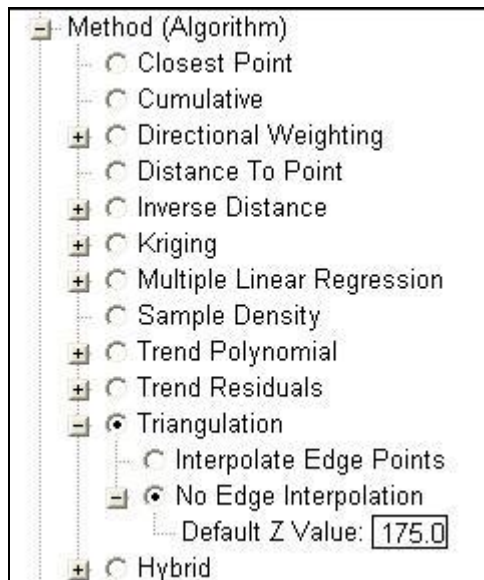 Method (Algorithm)
Closest Point
Cumulative
Directional Weighting
Distance To Point
Inverse Distance
Kriging
Multiple Linear Regression
Sample Density
Trend Polynomial
Trend Residuals
Triangulation
Interpolate Edge Points
No Edge Interpolation
Default Z Value: 175.0
Hybrid